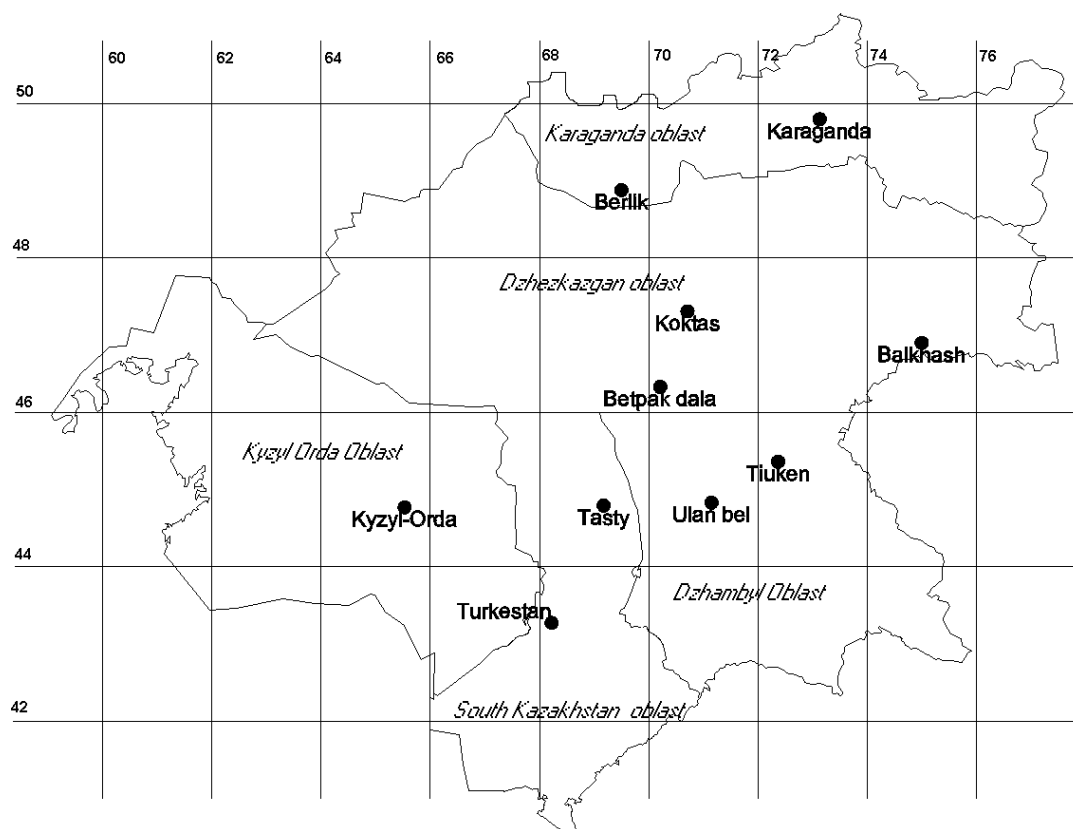 60 62 64 66 68 70 72 74 76
50
Karaganda oblast
Karaganda
Berlik
48
Dzhezkazgan oblast
Koktas
Balkhash
Betpak dala
46
Kyzyl Orda Oblast
Tiuken
Kyzyl-Orda
Tasty
Ulan bel
44
Dzhambyl Oblast
Turkestan
South Kazakhstan oblast
42